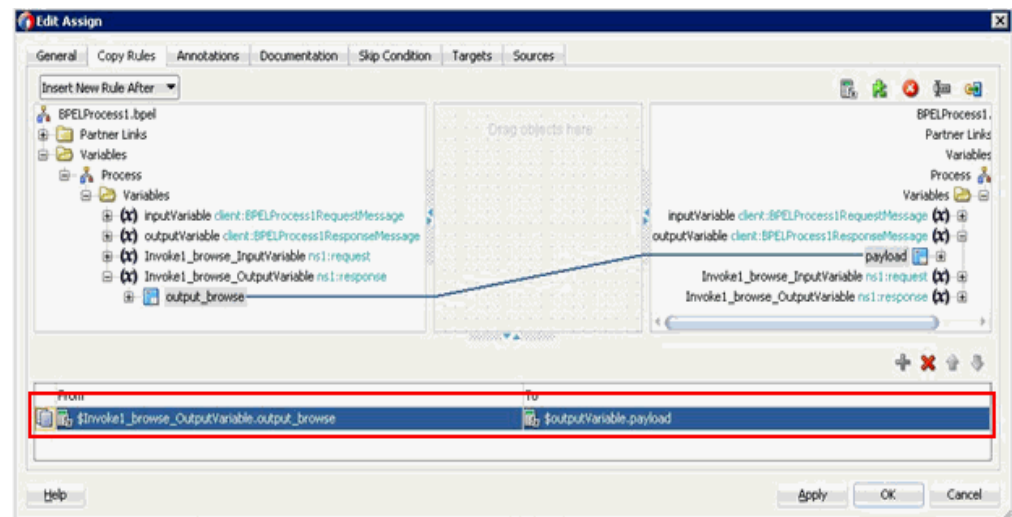 Edit Assign
General Copy Rules Annotations Documentation Skip Condition Targets Sources
Insert New Rule After
BPELProcess1.bpel
Partner Links
Variables
Process
Variables
(x) inputVariable client:BPELProcess1RequestMessage
(x) outputVariable client:BPELProcess1ResponseMessage
(x) Invoke1_browse_InputVariable ns1:request
(x) Invoke1_browse_OutputVariable ns1:response
output_browse
Drag objects here
BPELProcess1.
Partner Links
Variables
Process
Variables
inputVariable client:BPELProcess1RequestMessage (x)
outputVariable client:BPELProcess1ResponseMessage (x)
payload
Invoke1_browse_InputVariable ns1:request (x)
Invoke1_browse_OutputVariable ns1:response (x)
From To
$Invoke1_browse_OutputVariable.output_browse $outputVariable.payload
Help Apply OK Cancel